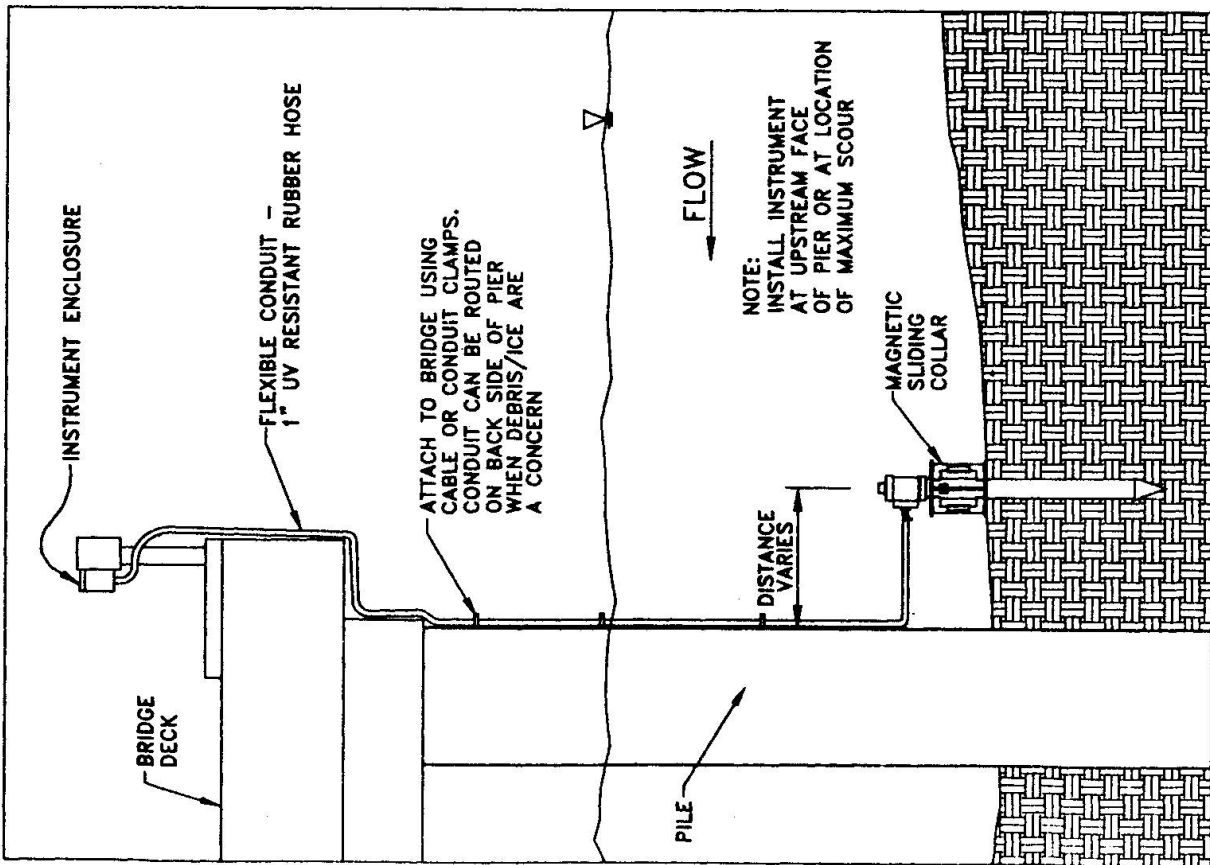 INSTRUMENT ENCLOSURE
FLEXIBLE CONDUIT –
1" UV RESISTANT RUBBER HOSE
BRIDGE
DECK
ATTACH TO BRIDGE USING
CABLE OR CONDUIT CLAMPS.
CONDUIT CAN BE ROUTED
ON BACK SIDE OF PIER
WHEN DEBRIS/ICE ARE
A CONCERN
FLOW
NOTE:
INSTALL INSTRUMENT
AT UPSTREAM FACE
OF PIER OR AT LOCATION
OF MAXIMUM SCOUR
DISTANCE
VARIES
PILE
MAGNETIC
SLIDING
COLLAR